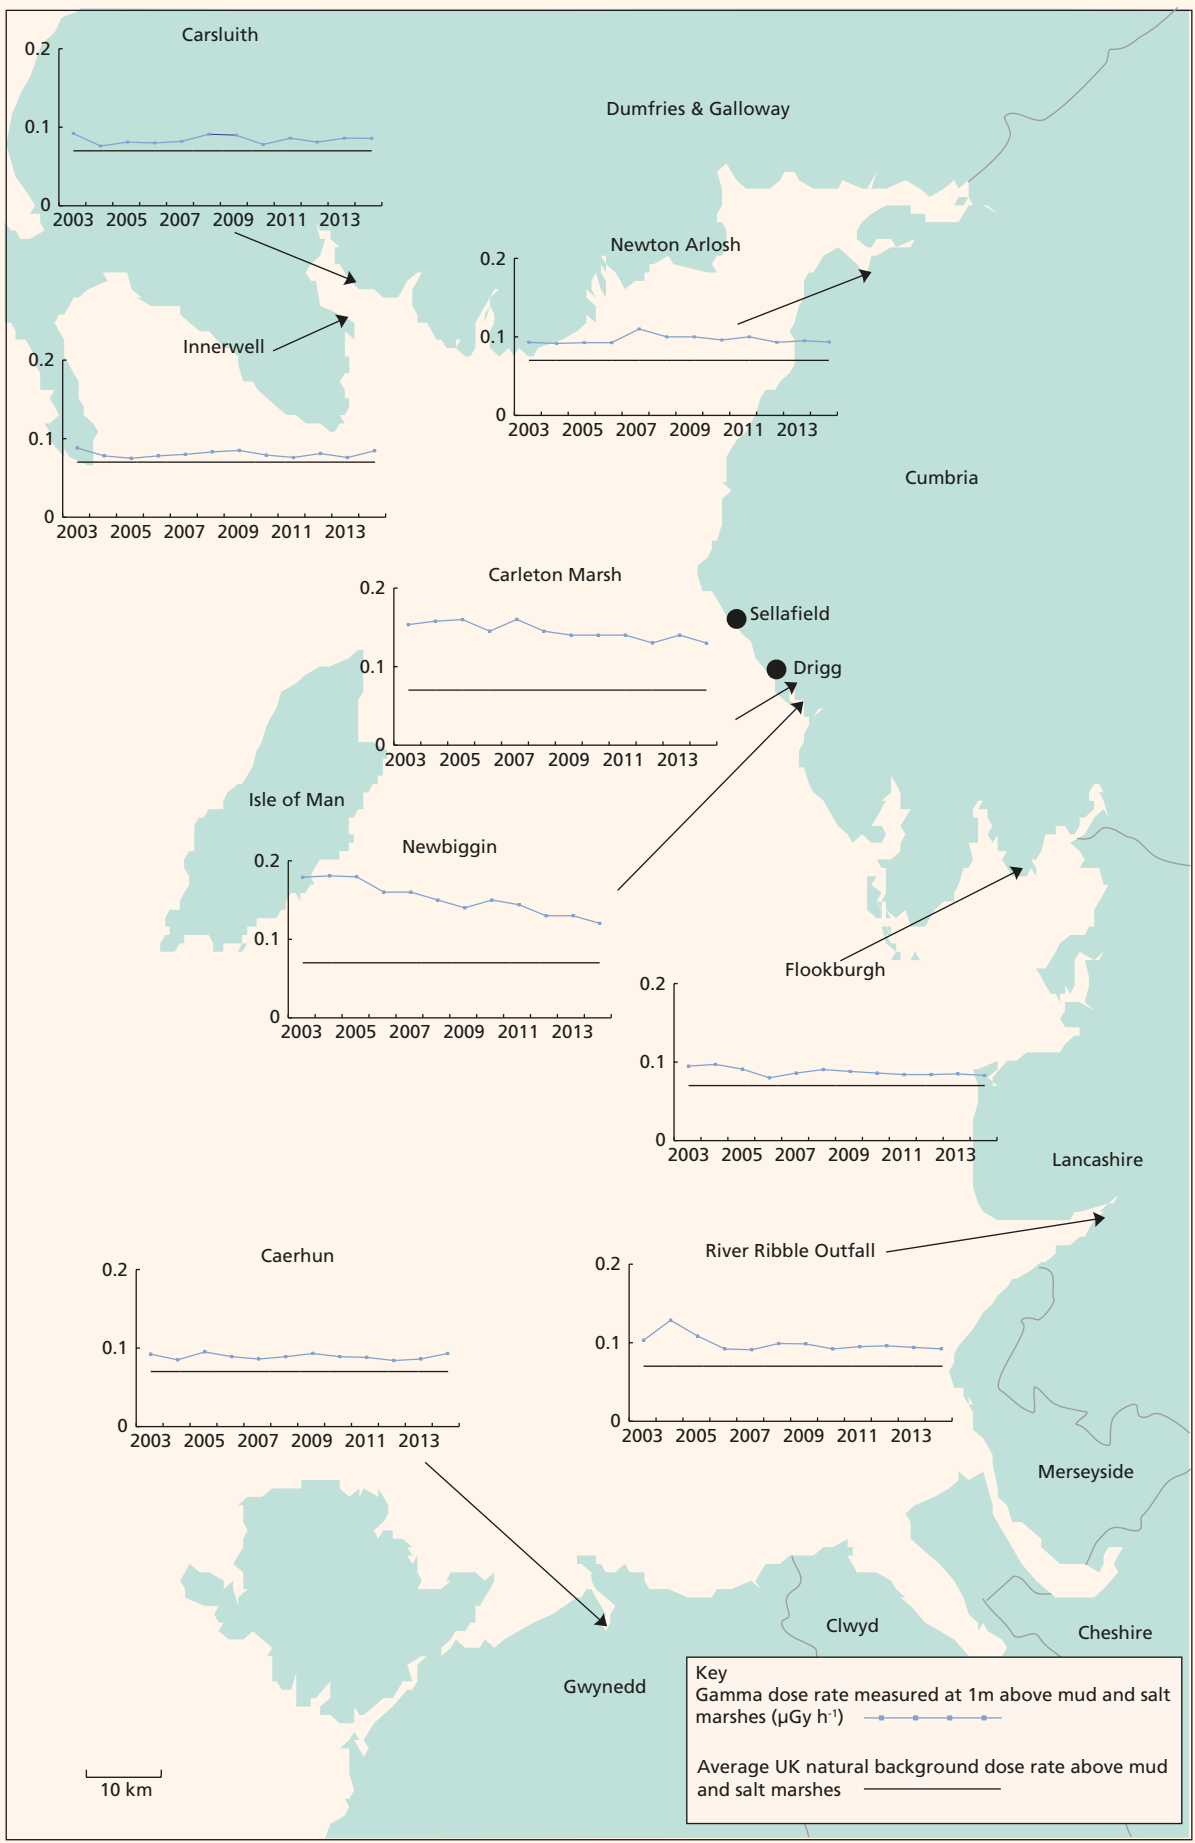 Carsluith
0.2
0.1
0
2003 2005 2007 2009 2011 2013
Dumfries & Galloway
Newton Arlosh
0.2
0.1
0
2003 2005 2007 2009 2011 2013
Innerwell
0.2
0.1
0
2003 2005 2007 2009 2011 2013
Cumbria
Carleton Marsh
0.2
0.1
0
2003 2005 2007 2009 2011 2013
Sellafield
Drigg
Isle of Man
Newbiggin
0.2
0.1
0
2003 2005 2007 2009 2011 2013
Flookburgh
0.2
0.1
0
2003 2005 2007 2009 2011 2013
Lancashire
River Ribble Outfall
0.2
0.1
0
2003 2005 2007 2009 2011 2013
Caerhun
0.2
0.1
0
2003 2005 2007 2009 2011 2013
Merseyside
Clwyd
Cheshire
Gwynedd
Key
Gamma dose rate measured at 1m above mud and salt
marshes (µGy h⁻¹)
Average UK natural background dose rate above mud
and salt marshes
10 km